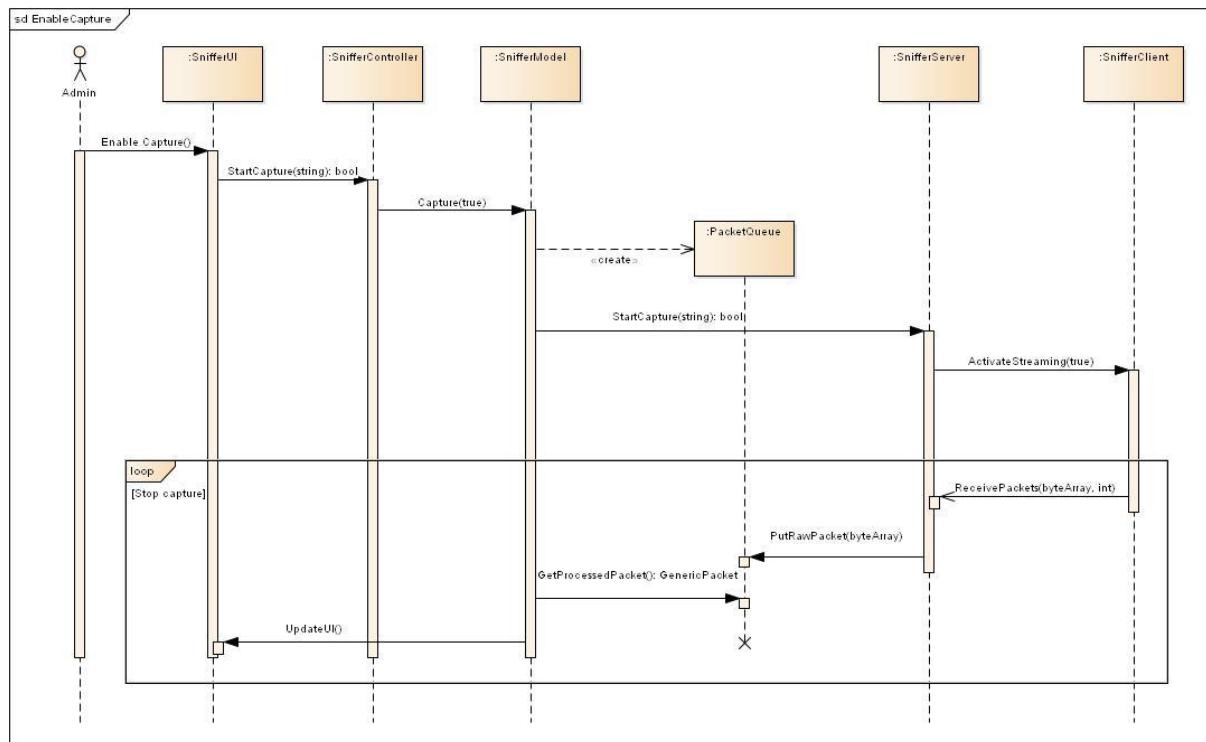 sd EnableCapture
:SnifferUI
:SnifferController
:SnifferModel
:SnifferServer
:SnifferClient
Admin
Enable Capture()
StartCapture(string): bool
Capture(true)
:PacketQueue
«create»
StartCapture(string): bool
ActivateStreaming(true)
loop
[Stop capture]
ReceivePackets(byteArray, int)
PutRawPacket(byteArray)
GetProcessedPacket(): GenericPacket
UpdateUI()